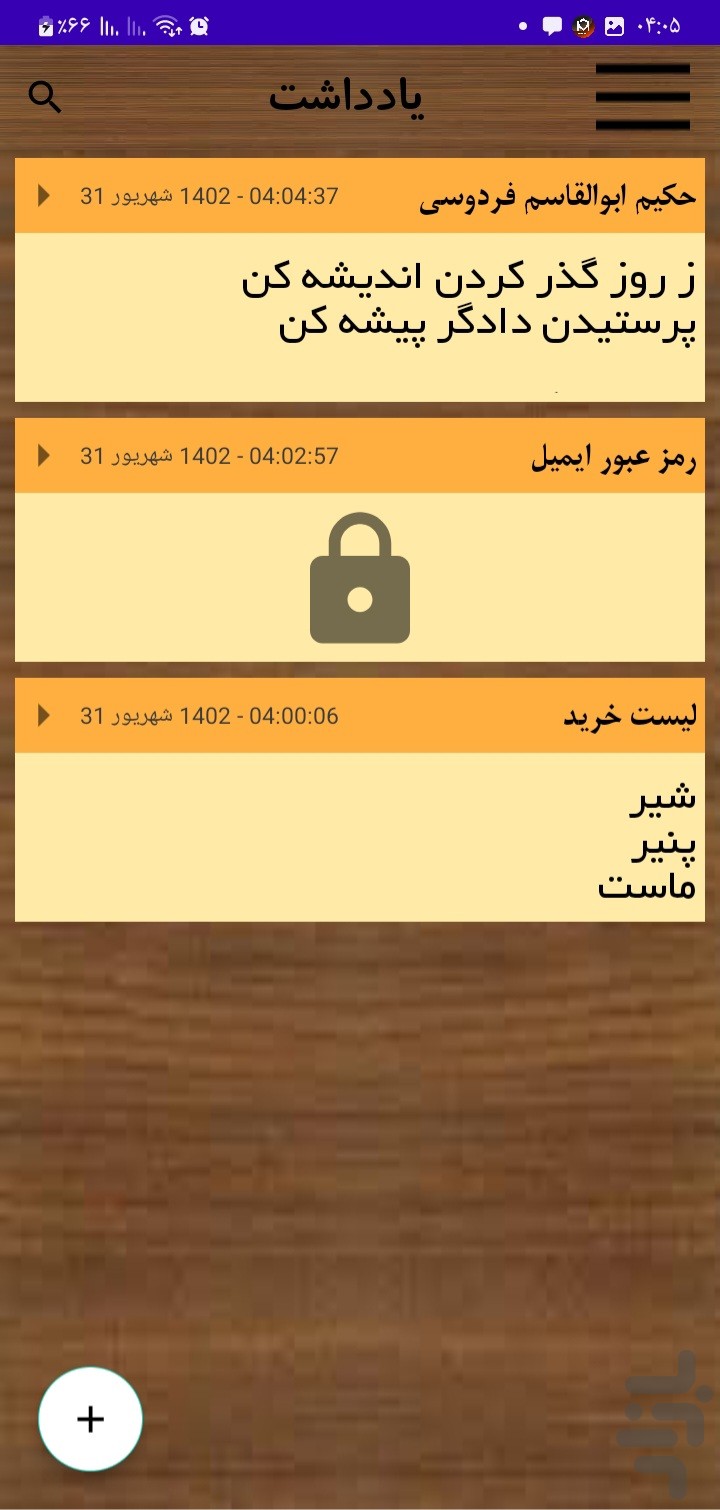 ۰۴:۰۵ ٪۶۶
یادداشت
حکیم ابوالقاسم فردوسی 31 شهریور 1402 - 04:04:37
ز روز گذر کردن اندیشه کن
پرستیدن دادگر پیشه کن
رمز عبور ایمیل 31 شهریور 1402 - 04:02:57
لیست خرید 31 شهریور 1402 - 04:00:06
شیر
پنیر
ماست
+
بازار